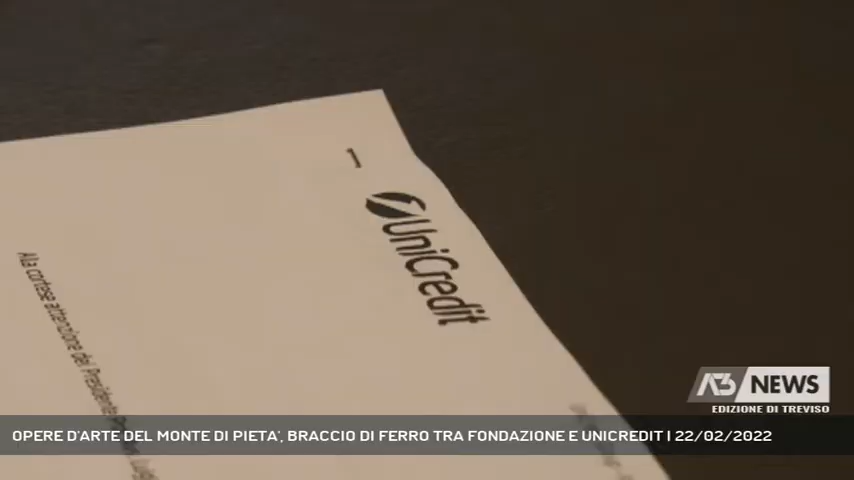 1
UniCredit
Alla cortese attenzione del Presidente
A3 NEWS
EDIZIONE DI TREVISO
OPERE D'ARTE DEL MONTE DI PIETA', BRACCIO DI FERRO TRA FONDAZIONE E UNICREDIT | 22/02/2022